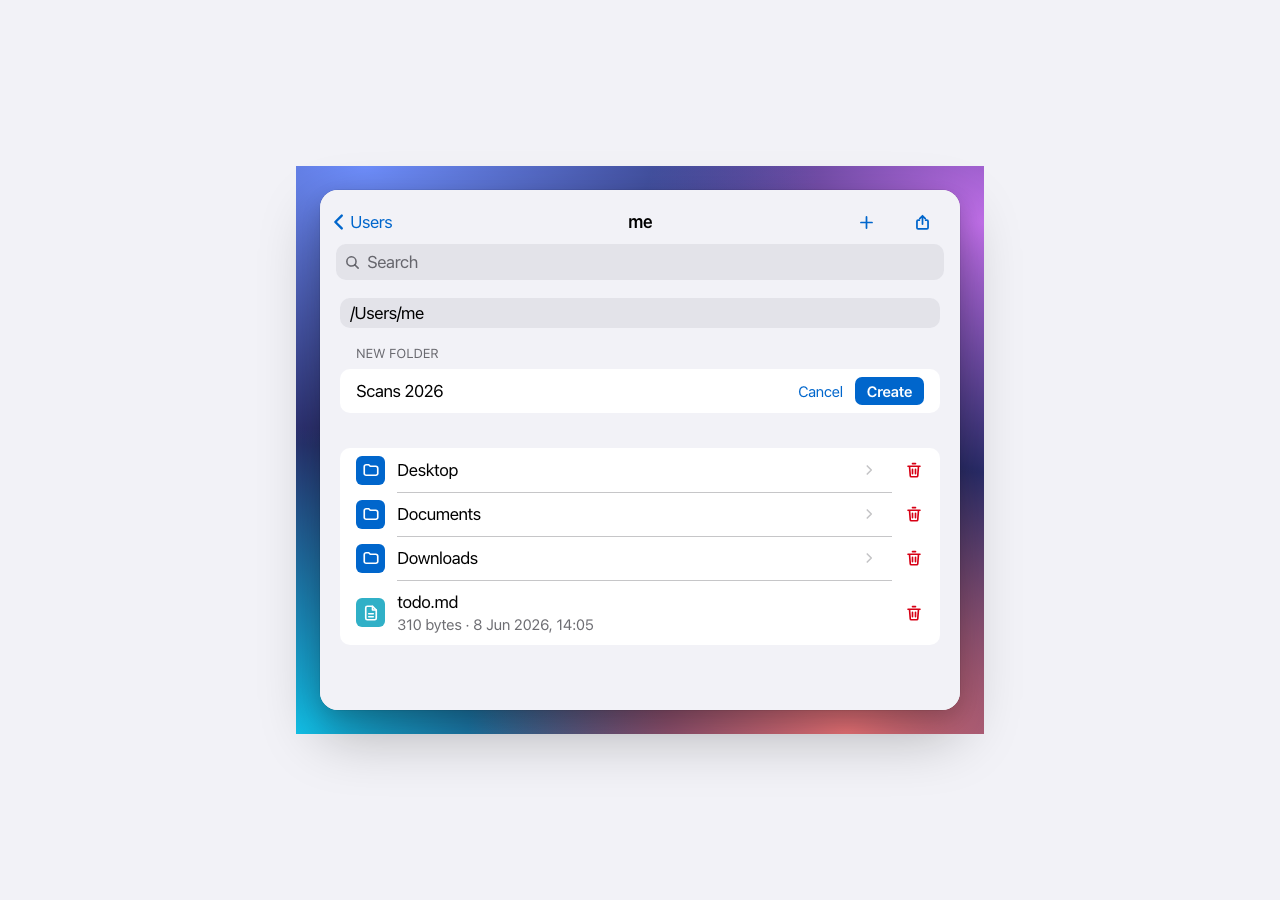 Users
me
Search
/Users/me
NEW FOLDER
Scans 2026
Cancel
Create
Desktop
Documents
Downloads
todo.md
310 bytes · 8 Jun 2026, 14:05